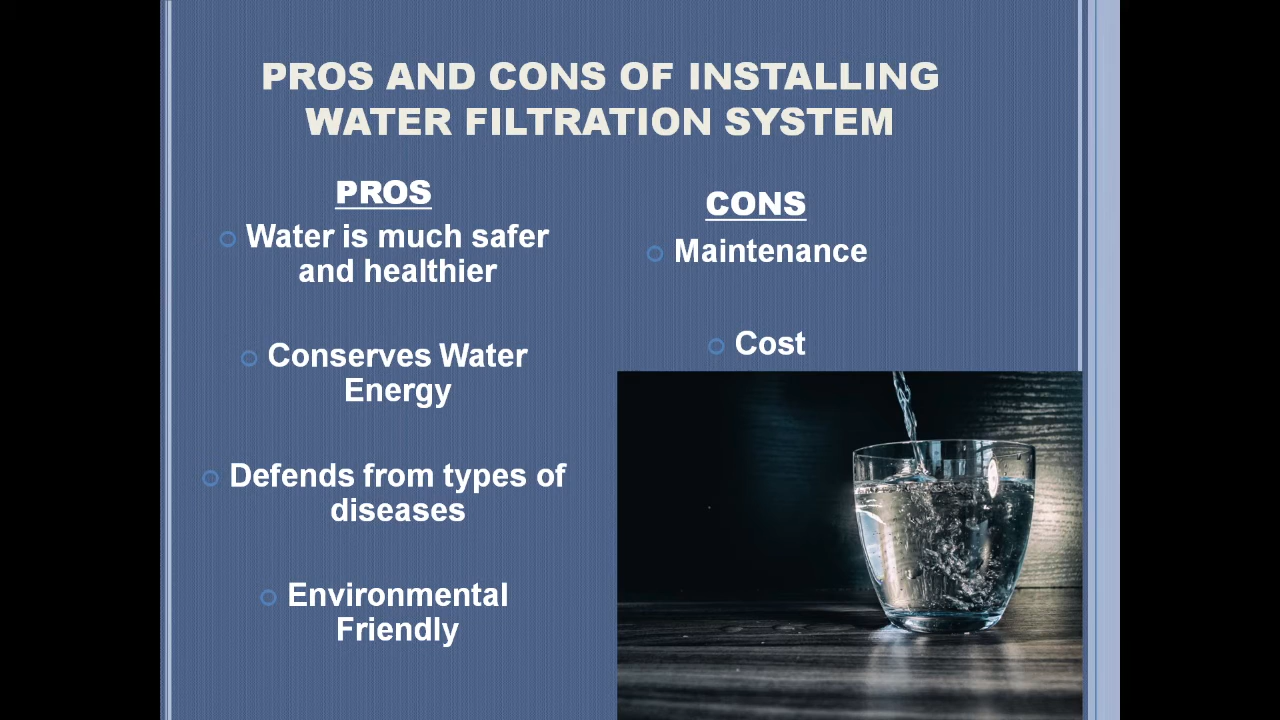 PROS AND CONS OF INSTALLING
WATER FILTRATION SYSTEM
PROS
Water is much safer
and healthier
Conserves Water
Energy
Defends from types of
diseases
Environmental
Friendly
CONS
Maintenance
Cost